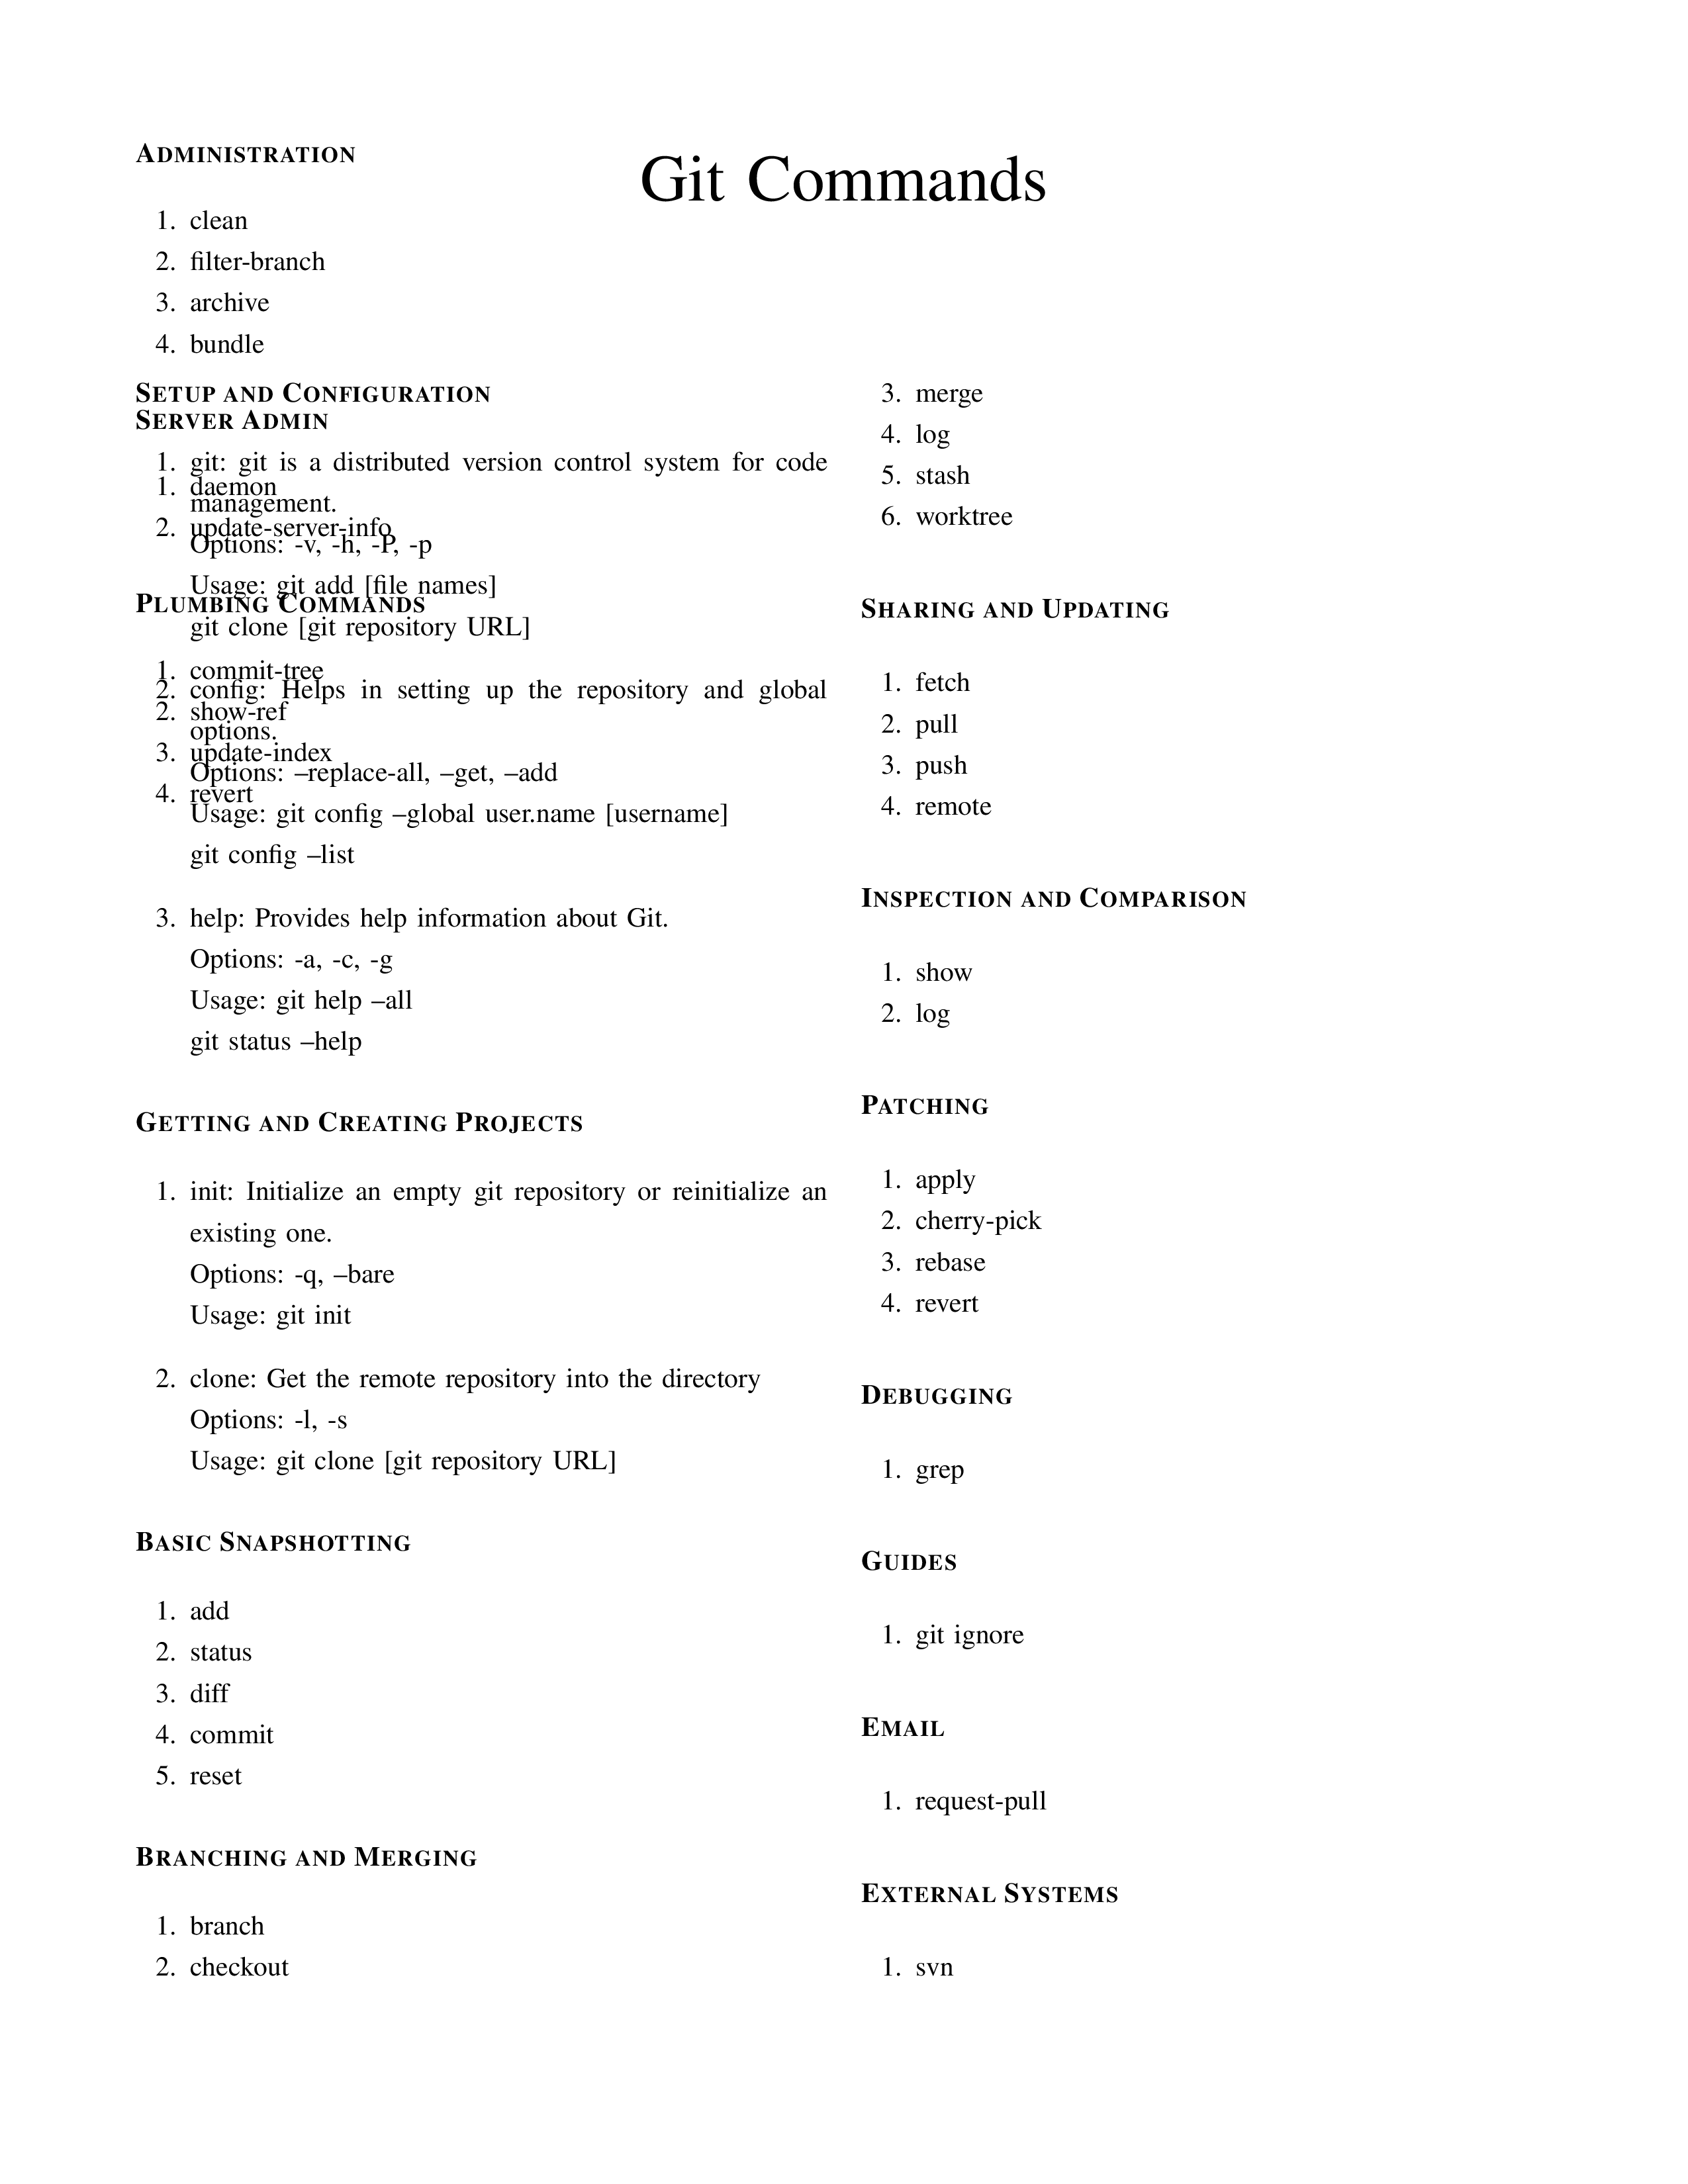 Git Commands
ADMINISTRATION
1. clean
2. filter-branch
3. archive
4. bundle
SERVER ADMIN
1. daemon
2. update-server-info
PLUMBING COMMANDS
1. commit-tree
2. show-ref
3. update-index
4. revert
SETUP AND CONFIGURATION
1. git: git is a distributed version control system for code
management.
Options: -v, -h, -P, -p
Usage: git add [file names]
git clone [git repository URL]
2. config: Helps in setting up the repository and global
options.
Options: –replace-all, –get, –add
Usage: git config –global user.name [username]
git config –list
3. help: Provides help information about Git.
Options: -a, -c, -g
Usage: git help –all
git status –help
GETTING AND CREATING PROJECTS
1. init: Initialize an empty git repository or reinitialize an
existing one.
Options: -q, –bare
Usage: git init
2. clone: Get the remote repository into the directory
Options: -l, -s
Usage: git clone [git repository URL]
BASIC SNAPSHOTTING
1. add
2. status
3. diff
4. commit
5. reset
BRANCHING AND MERGING
1. branch
2. checkout
3. merge
4. log
5. stash
6. worktree
SHARING AND UPDATING
1. fetch
2. pull
3. push
4. remote
INSPECTION AND COMPARISON
1. show
2. log
PATCHING
1. apply
2. cherry-pick
3. rebase
4. revert
DEBUGGING
1. grep
GUIDES
1. git ignore
EMAIL
1. request-pull
EXTERNAL SYSTEMS
1. svn